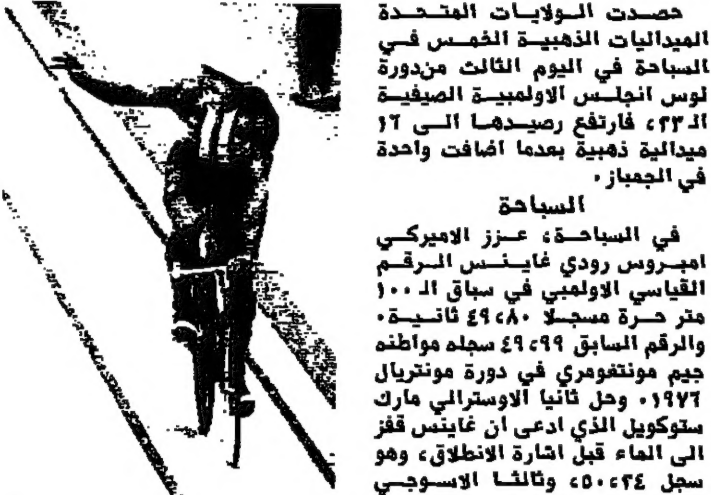 حصدت الولايات المتحدة
الميداليات الذهبية الخمس في
السباحة في اليوم الثالث من دورة
لوس انجلس الاولمبية الصيفية
الـ ٢٣، فارتفع رصيدها الى ١٦
ميدالية ذهبية بعدما اضافت واحدة
في الجمباز .
السباحة
في السباحة، عزز الاميركي
امبروس رودي غاينس الرقم
القياسي الاولمبي في سباق الـ ١٠٠
متر حرة مسجلا ٤٩،٨٠ ثانية.
والرقم السابق ٤٩،٩٩ سجله مواطنه
جيم مونتغومري في دورة مونتريال
١٩٧٦. وحل ثانيا الاوسترالي مارك
ستوكويل الذي ادعى ان غاينس قفز
الى الماء قبل اشارة الانطلاق، وهو
سجل ٥٠،٢٤، وثالثا الاسوجي